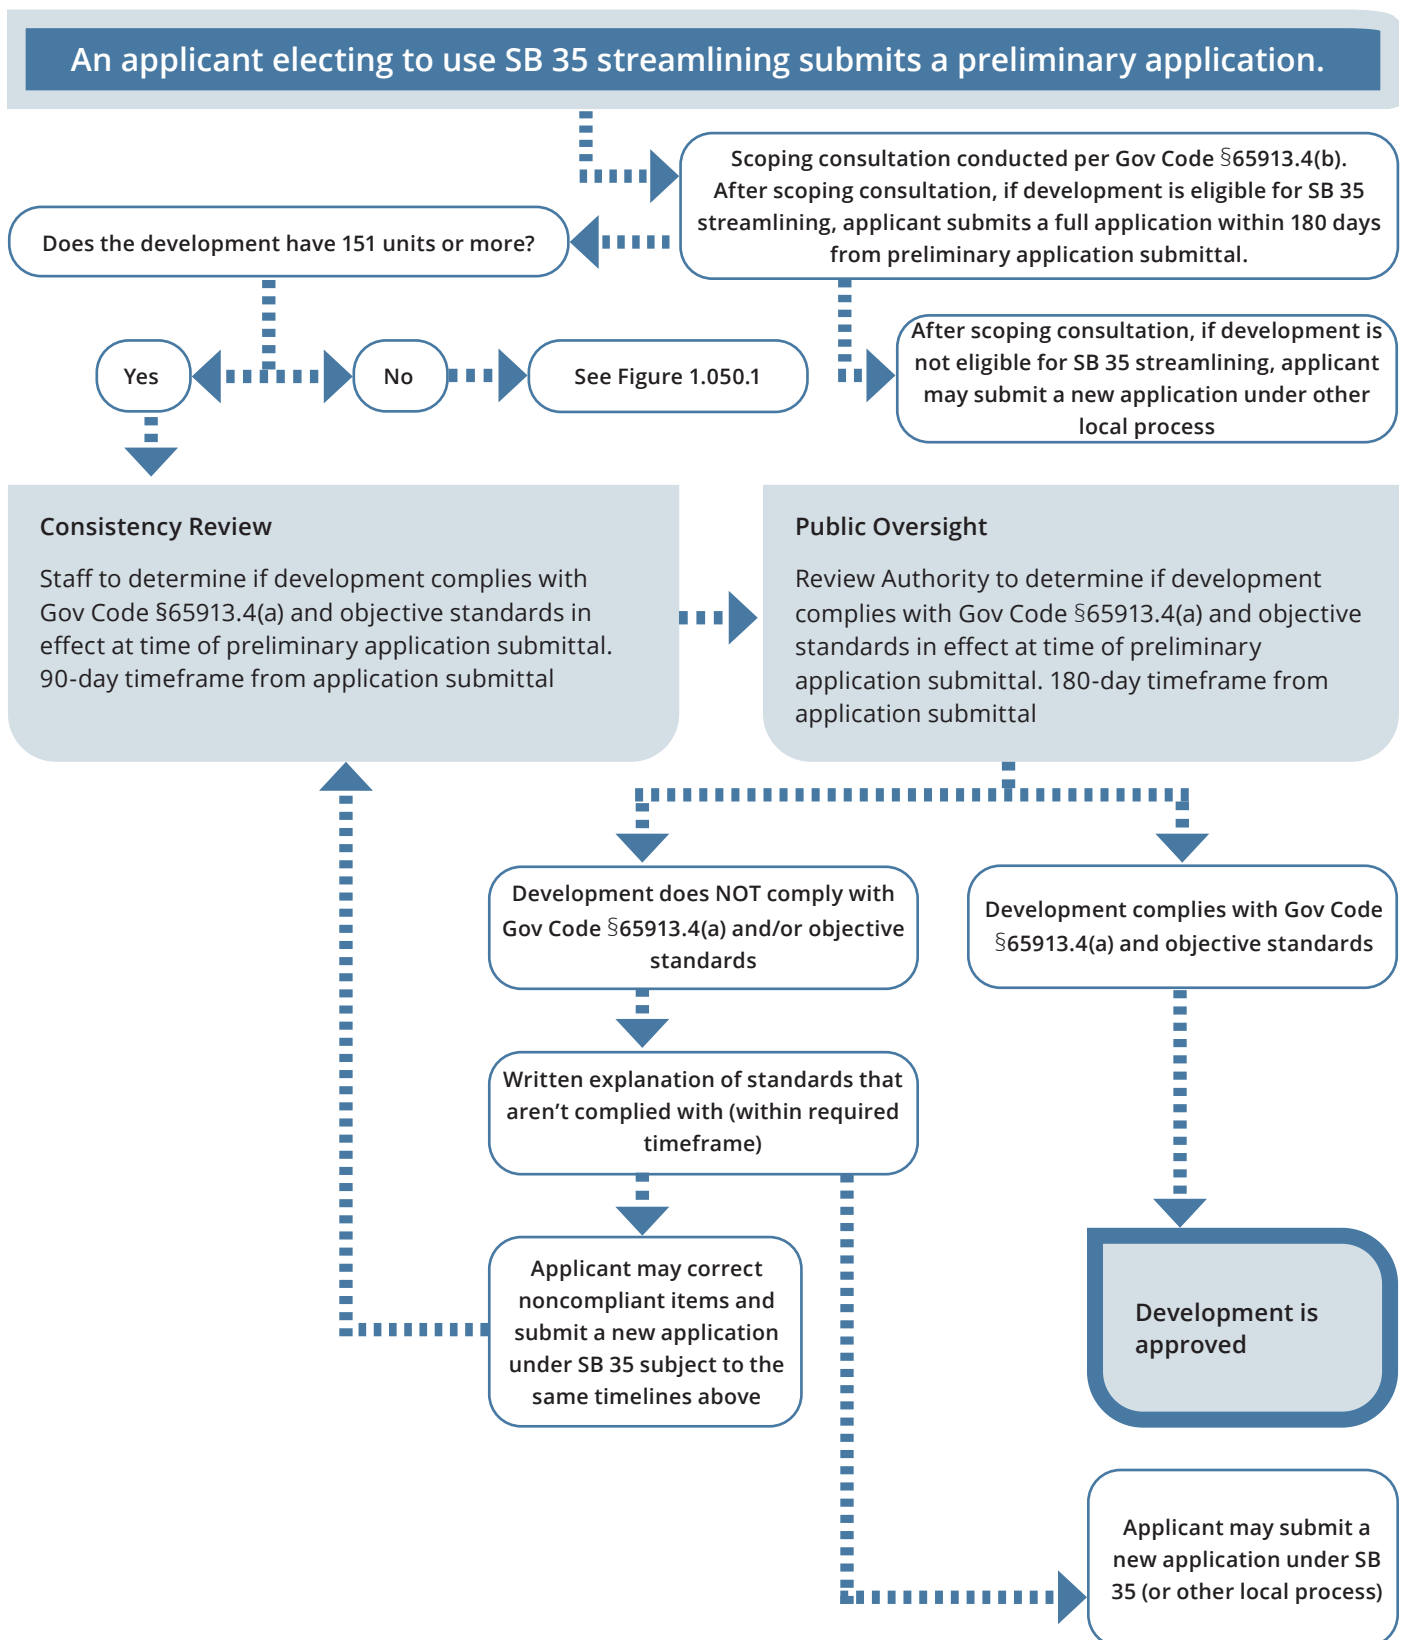 An applicant electing to use SB 35 streamlining submits a preliminary application.
Scoping consultation conducted per Gov Code §65913.4(b).
After scoping consultation, if development is eligible for SB 35
streamlining, applicant submits a full application within 180 days
from preliminary application submittal.
Does the development have 151 units or more?
After scoping consultation, if development is
not eligible for SB 35 streamlining, applicant
may submit a new application under other
local process
Yes
No
See Figure 1.050.1
Consistency Review
Staff to determine if development complies with
Gov Code §65913.4(a) and objective standards in
effect at time of preliminary application submittal.
90-day timeframe from application submittal
Public Oversight
Review Authority to determine if development
complies with Gov Code §65913.4(a) and objective
standards in effect at time of preliminary
application submittal. 180-day timeframe from
application submittal
Development does NOT comply with
Gov Code §65913.4(a) and/or objective
standards
Development complies with Gov Code
§65913.4(a) and objective standards
Written explanation of standards that
aren’t complied with (within required
timeframe)
Applicant may correct
noncompliant items and
submit a new application
under SB 35 subject to the
same timelines above
Development is
approved
Applicant may submit a
new application under SB
35 (or other local process)